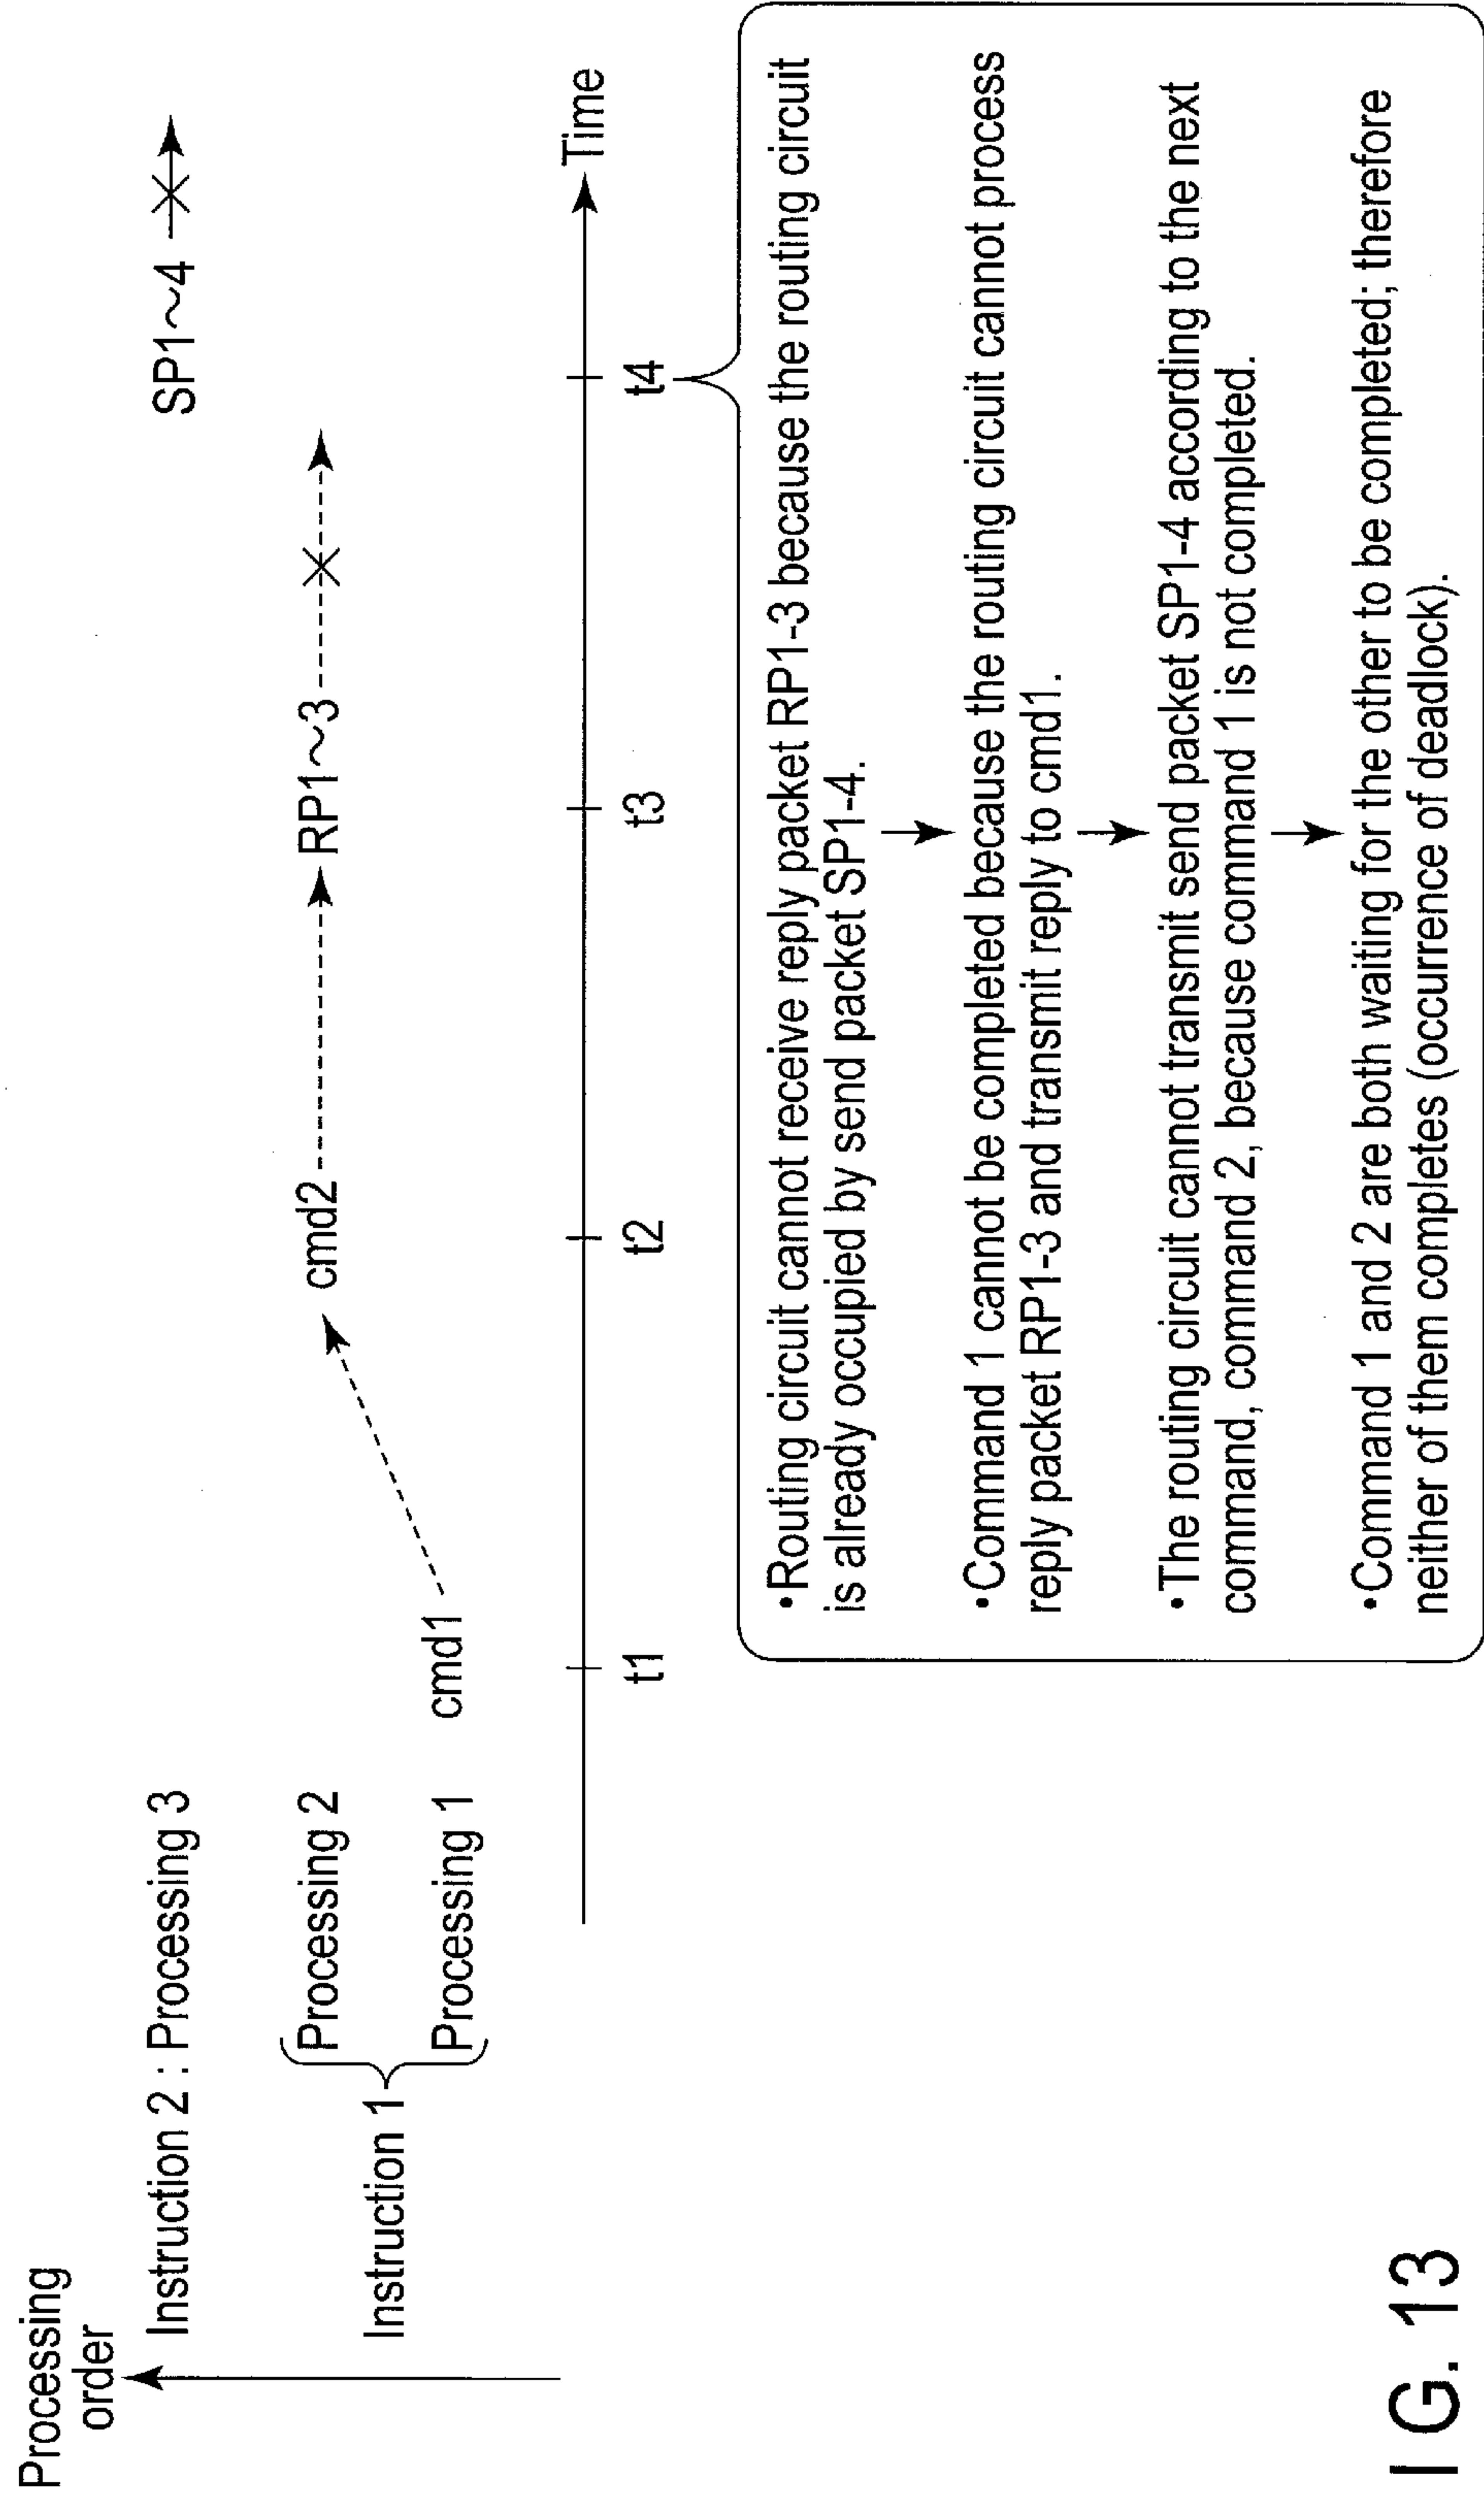 Processing
order
Instruction 2 : Processing 3
SP1~4
Instruction 1
Processing 2
cmd2
RP1~3
Processing 1
cmd1
Time
t1
t2
t3
t4
•Routing circuit cannot receive reply packet RP1-3 because the routing circuit
is already occupied by send packet SP1-4.
•Command 1 cannot be completed because the routing circuit cannot process
reply packet RP1-3 and transmit reply to cmd1.
•The routing circuit cannot transmit send packet SP1-4 according to the next
command, command 2, because command 1 is not completed.
•Command 1 and 2 are both waiting for the other to be completed; therefore
neither of them completes (occurrence of deadlock).
I G. 13